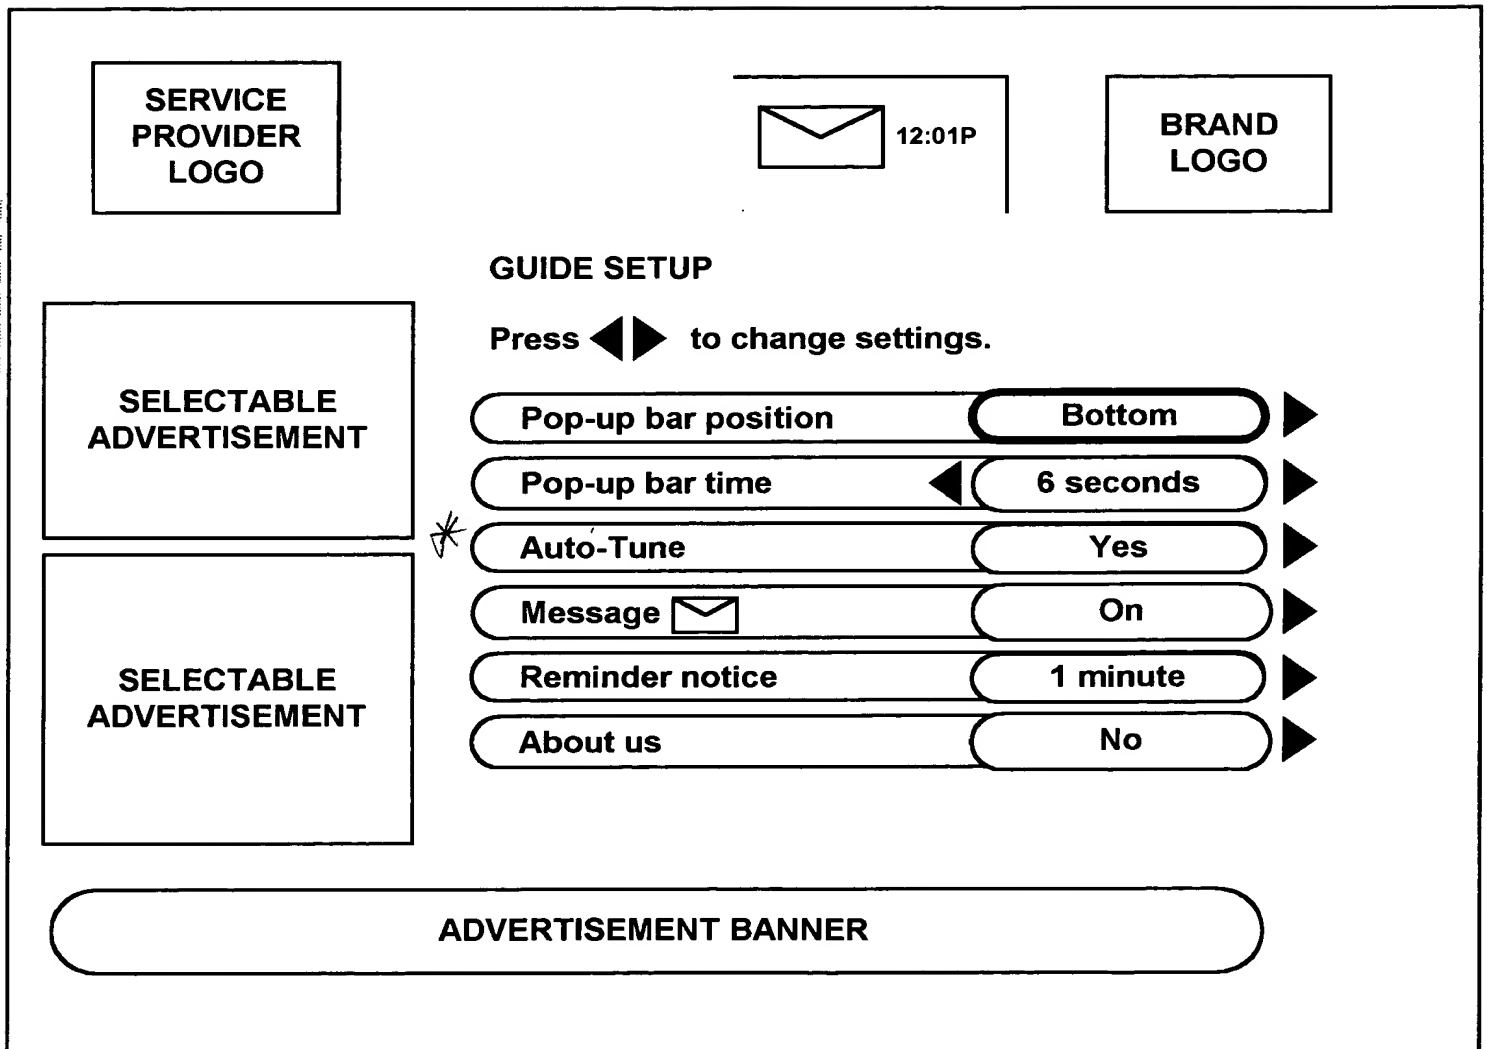 SERVICE
PROVIDER
LOGO
12:01P
BRAND
LOGO
GUIDE SETUP
Press ◀ ▶ to change settings.
SELECTABLE
ADVERTISEMENT
Pop-up bar position Bottom
Pop-up bar time 6 seconds
Auto-Tune Yes
Message On
Reminder notice 1 minute
About us No
SELECTABLE
ADVERTISEMENT
ADVERTISEMENT BANNER